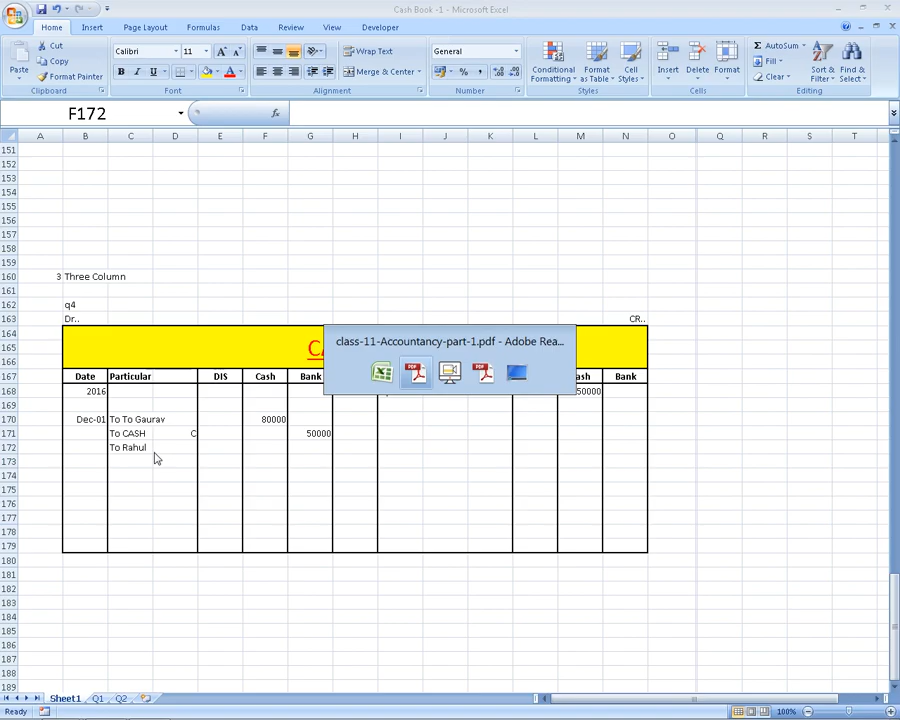 Cash Book -1 - Microsoft Excel
Home Insert Page Layout Formulas Data Review View Developer
Cut
Copy
Format Painter
Paste
Clipboard
Calibri 11
B I U
Font
Wrap Text
Merge & Center
Alignment
General
Number
Conditional Formatting
Format as Table
Cell Styles
Styles
Insert Delete Format
Cells
AutoSum
Fill
Clear
Sort & Filter
Find & Select
Editing
F172 fx
A B C D E F G H I J K L M N O P Q R S T
151
152
153
154
155
156
157
158
159
160 3 Three Column
161
162 q4
163 Dr.. CR..
164
165
166
167 Date Particular DIS Cash Bank Bank
168 2016 50000
169
170 Dec-01 To To Gaurav 80000
171 To CASH C 50000
172 To Rahul
173
174
175
176
177
178
179
180
181
182
183
184
185
186
187
188
189
class-11-Accountancy-part-1.pdf - Adobe Rea...
Sheet1 Q1 Q2
Ready 100%